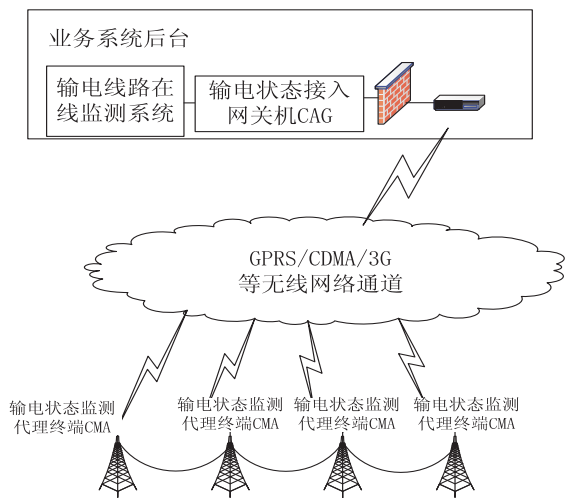 业务系统后台
输电线路在
线监测系统
输电状态接入
网关机CAG
GPRS/CDMA/3G
等无线网络通道
输电状态监测
代理终端CMA
输电状态监测
代理终端CMA
输电状态监测
代理终端CMA
输电状态监测
代理终端CMA